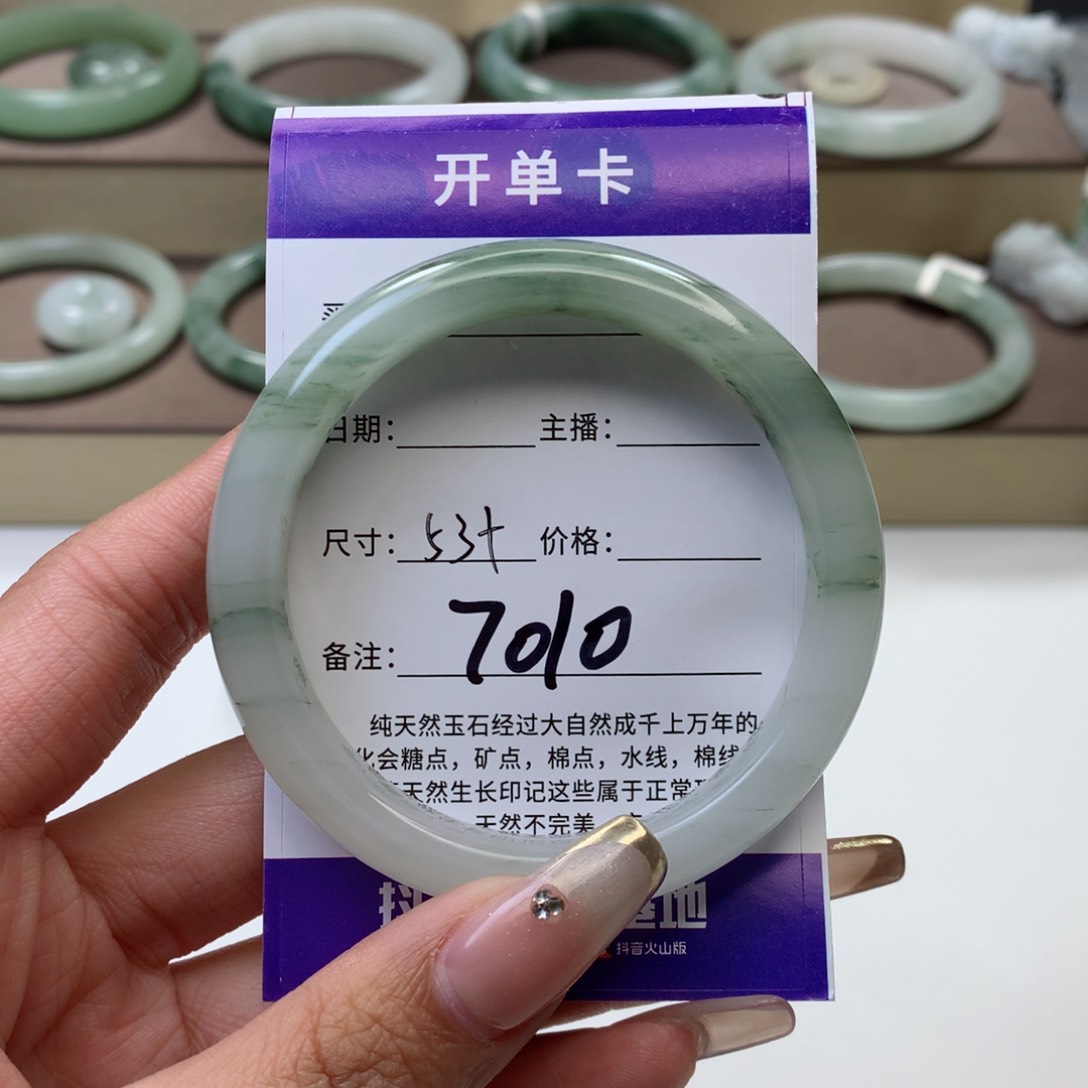 开单卡
日期： 主播：
尺寸：53+ 价格：
备注：7010
纯天然玉石经过大自然成千上万年的
化会糖点，矿点，棉点，水线，棉线
天然生长印记这些属于正常
天然不完美
抖 基地
抖音火山版